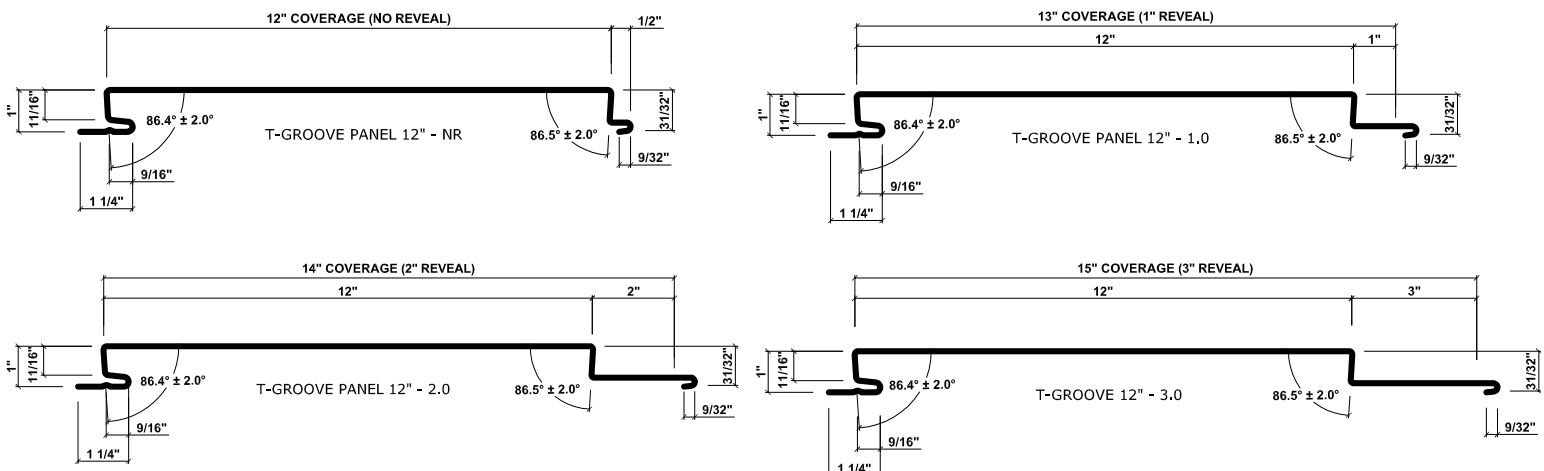 12" COVERAGE (NO REVEAL)
1/2"
1"
11/16"
86.4° ± 2.0°
T-GROOVE PANEL 12" - NR
86.5° ± 2.0°
31/32"
9/16"
9/32"
1 1/4"
13" COVERAGE (1" REVEAL)
12"
1"
1"
11/16"
86.4° ± 2.0°
T-GROOVE PANEL 12" - 1.0
86.5° ± 2.0°
31/32"
9/16"
9/32"
1 1/4"
14" COVERAGE (2" REVEAL)
12"
2"
1"
11/16"
86.4° ± 2.0°
T-GROOVE PANEL 12" - 2.0
86.5° ± 2.0°
31/32"
9/16"
9/32"
1 1/4"
15" COVERAGE (3" REVEAL)
12"
3"
1"
11/16"
86.4° ± 2.0°
T-GROOVE 12" - 3.0
86.5° ± 2.0°
31/32"
9/16"
9/32"
1 1/4"